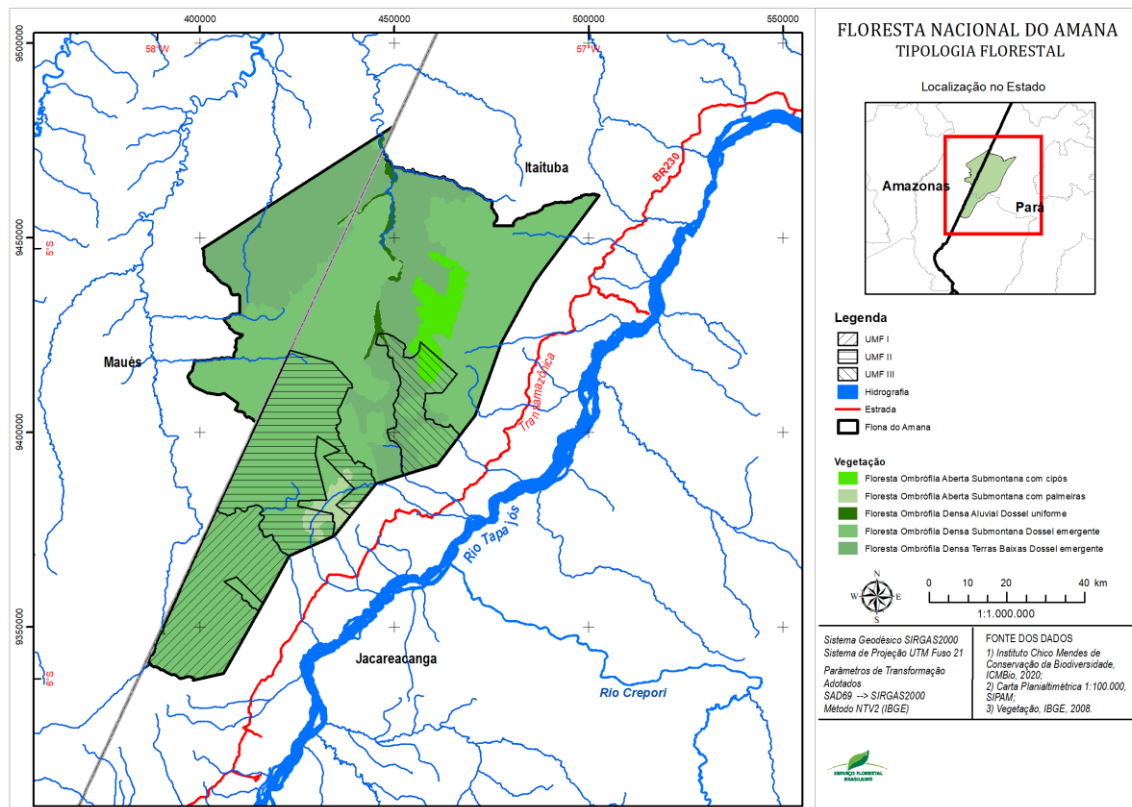 400000
450000
500000
550000
58°W
57°W
9500000
9450000
9400000
9350000
5°S
6°S
Itaituba
BR230
Maués
Transamazônica
Rio Tapajós
Jacareacanga
Rio Crepori
FLORESTA NACIONAL DO AMANA
TIPOLOGIA FLORESTAL
Localização no Estado
Amazonas
Pará
Legenda
UMF I
UMF II
UMF III
Hidrografia
Estrada
Flona do Amana
Vegetação
Floresta Ombrófila Aberta Submontana com cipós
Floresta Ombrófila Aberta Submontana com palmeiras
Floresta Ombrófila Densa Aluvial Dossel uniforme
Floresta Ombrófila Densa Submontana Dossel emergente
Floresta Ombrófila Densa Terras Baixas Dossel emergente
N
W
E
S
0 10 20 40 km
1:1.000.000
Sistema Geodésico SIRGAS2000
Sistema de Projeção UTM Fuso 21
Parâmetros de Transformação
Adotados
SAD69 --> SIRGAS2000
Método NTV2 (IBGE)
FONTE DOS DADOS
1) Instituto Chico Mendes de
Conservação da Biodiversidade,
ICMBio, 2020;
2) Carta Planialtimétrica 1:100.000,
SIPAM;
3) Vegetação, IBGE, 2008.
SERVIÇO FLORESTAL
BRASILEIRO